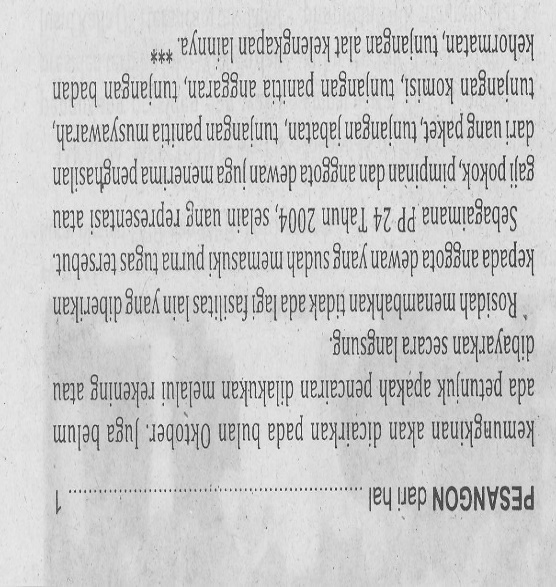 PESANGON dari hal ........................................................ 1
kemungkinan akan dicairkan pada bulan Oktober. Juga belum
ada petunjuk apakah pencairan dilakukan melalui rekening atau
dibayarkan secara langsung.
Rosidah menambahkan tidak ada lagi fasilitas lain yang diberikan
kepada anggota dewan yang sudah memasuki purna tugas tersebut.
Sebagaimana PP 24 Tahun 2004, selain uang representasi atau
gaji pokok, pimpinan dan anggota dewan juga menerima penghasilan
dari uang paket, tunjangan jabatan, tunjangan panitia musyawarah,
tunjangan komisi, tunjangan panitia anggaran, tunjangan badan
kehormatan, tunjangan alat kelengkapan lainnya. ***